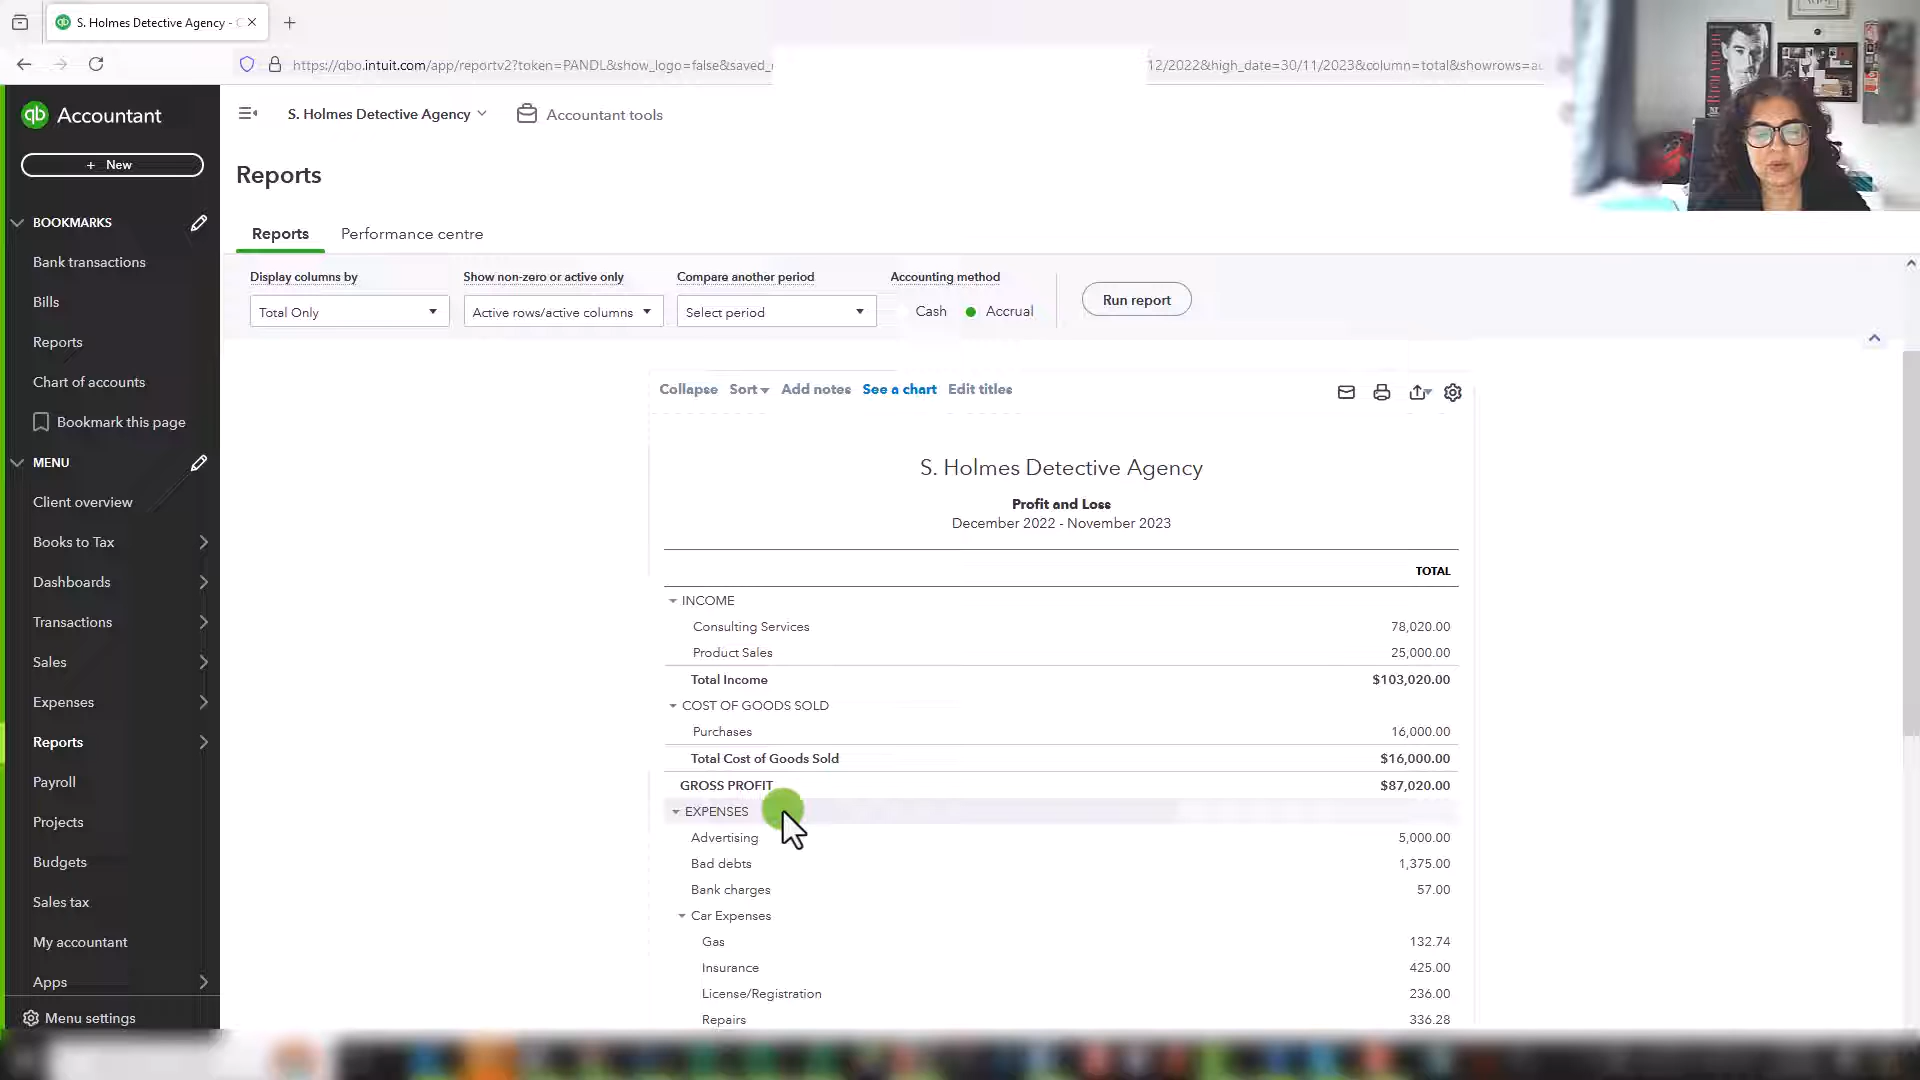 S. Holmes Detective Agency -
https://qbo.intuit.com/app/reportv2?token=PANDL&show_logo=false&saved_
12/2022&high_date=30/11/2023&column=total&showrows=
qb Accountant
+ New
BOOKMARKS
Bank transactions
Bills
Reports
Chart of accounts
Bookmark this page
MENU
Client overview
Books to Tax
Dashboards
Transactions
Sales
Expenses
Reports
Payroll
Projects
Budgets
Sales tax
My accountant
Apps
Menu settings
S. Holmes Detective Agency
Accountant tools
Reports
Reports Performance centre
Display columns by Show non-zero or active only Compare another period Accounting method
Total Only Active rows/active columns Select period Cash Accrual Run report
Collapse Sort Add notes See a chart Edit titles
S. Holmes Detective Agency
Profit and Loss
December 2022 - November 2023
TOTAL
INCOME
Consulting Services 78,020.00
Product Sales 25,000.00
Total Income $103,020.00
COST OF GOODS SOLD
Purchases 16,000.00
Total Cost of Goods Sold $16,000.00
GROSS PROFIT $87,020.00
EXPENSES
Advertising 5,000.00
Bad debts 1,375.00
Bank charges 57.00
Car Expenses
Gas 132.74
Insurance 425.00
License/Registration 236.00
Repairs 336.28